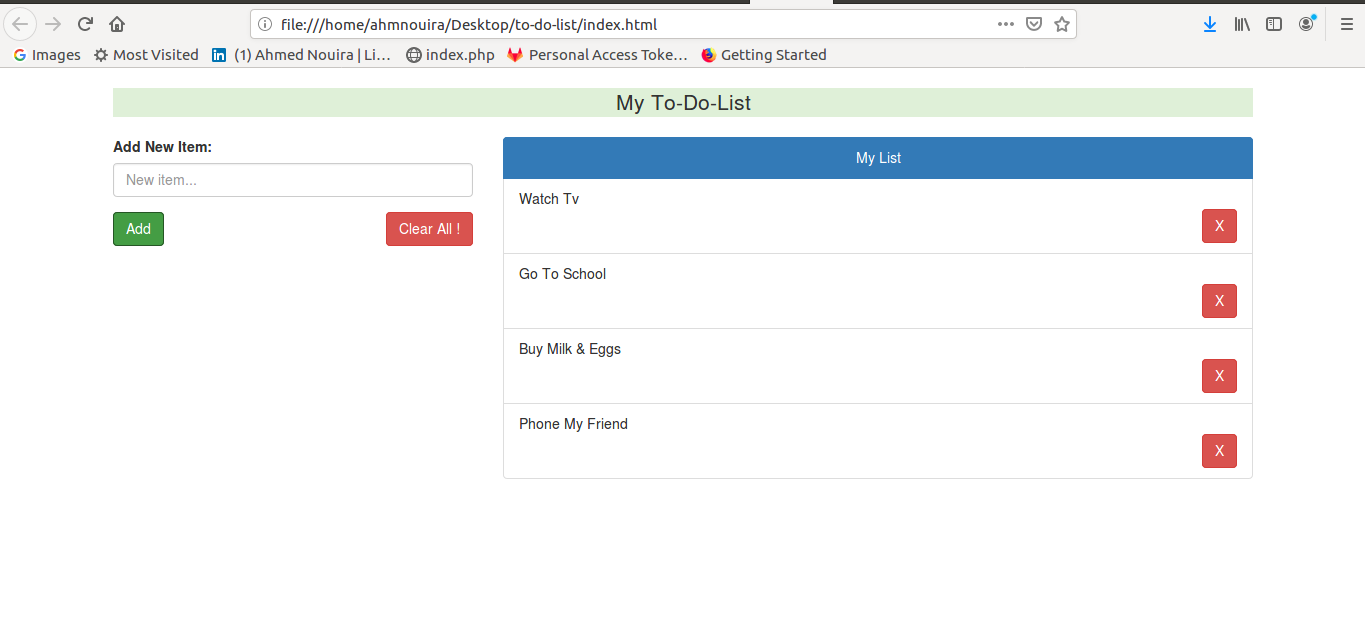 file:///home/ahmnouira/Desktop/to-do-list/index.html
Images Most Visited (1) Ahmed Nouira | Li… index.php Personal Access Toke… Getting Started
My To-Do-List
Add New Item:
New item...
Add Clear All !
My List
Watch Tv
X
Go To School
X
Buy Milk & Eggs
X
Phone My Friend
X